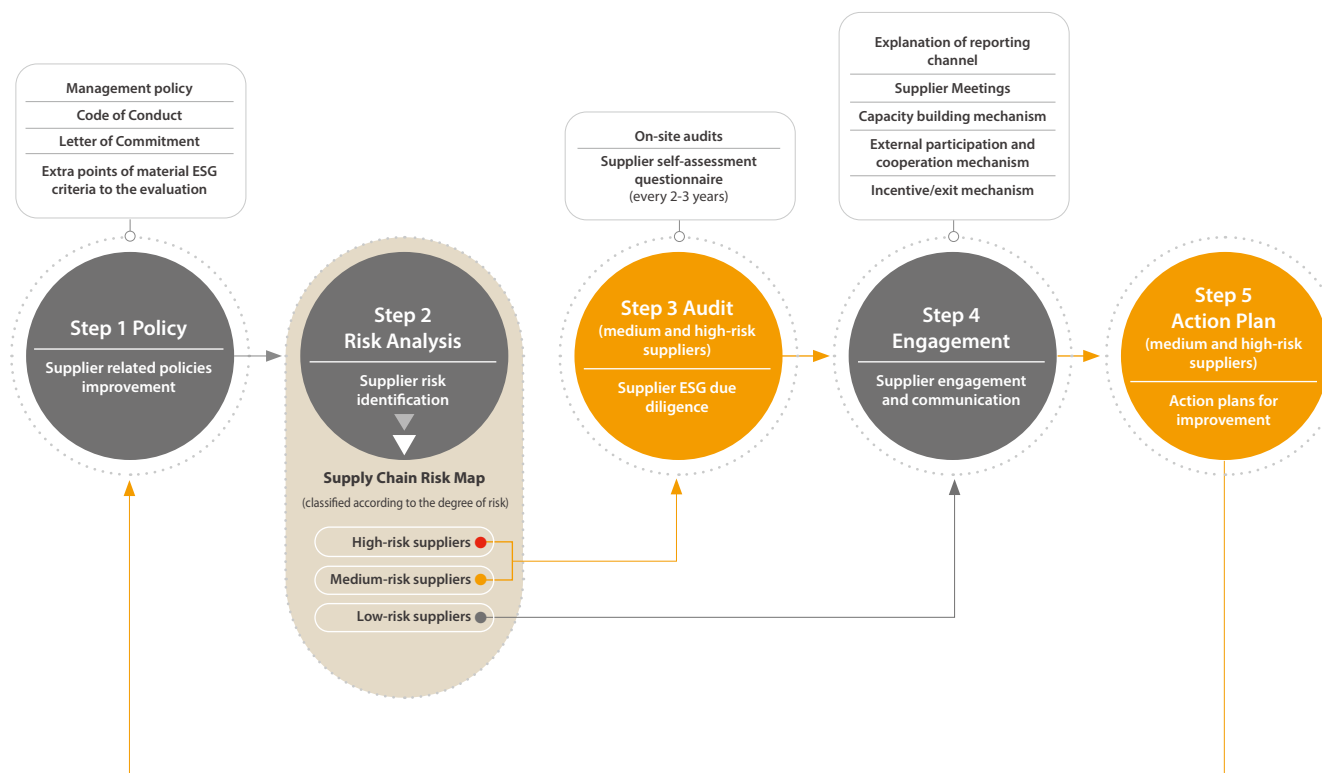 Management policy
Code of Conduct
Letter of Commitment
Extra points of material ESG
criteria to the evaluation
Step 1 Policy
Supplier related policies
improvement
Step 2
Risk Analysis
Supplier risk
identification
Supply Chain Risk Map
(classified according to the degree of risk)
High-risk suppliers
Medium-risk suppliers
Low-risk suppliers
On-site audits
Supplier self-assessment
questionnaire
(every 2-3 years)
Step 3 Audit
(medium and high-risk
suppliers)
Supplier ESG due
diligence
Explanation of reporting
channel
Supplier Meetings
Capacity building mechanism
External participation and
cooperation mechanism
Incentive/exit mechanism
Step 4
Engagement
Supplier engagement
and communication
Step 5
Action Plan
(medium and high-risk
suppliers)
Action plans for
improvement